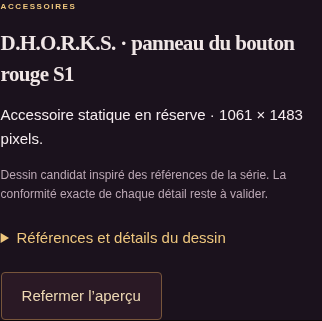 ACCESSOIRES
D.H.O.R.K.S. · panneau du bouton
rouge S1
Accessoire statique en réserve · 1061 × 1483
pixels.
Dessin candidat inspiré des références de la série. La
conformité exacte de chaque détail reste à valider.
▶ Références et détails du dessin
Refermer l’aperçu